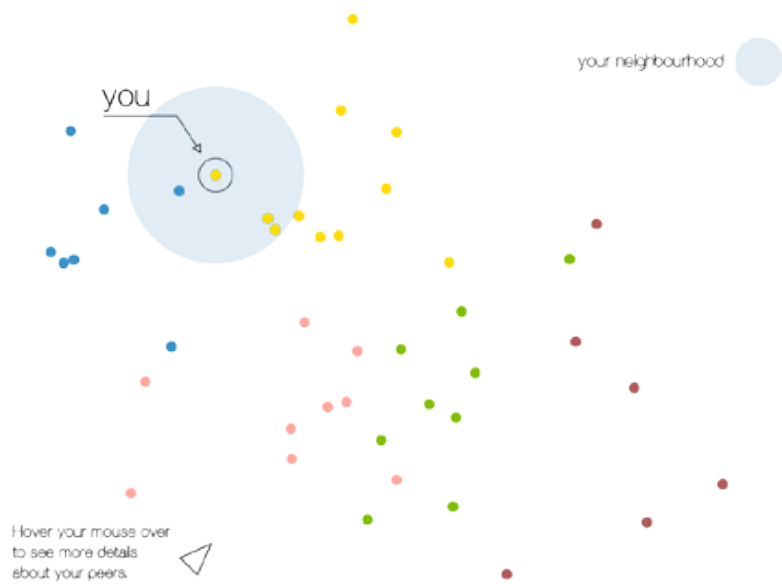 your neighbourhood
you
Hover your mouse over
to see more details
about your peers.